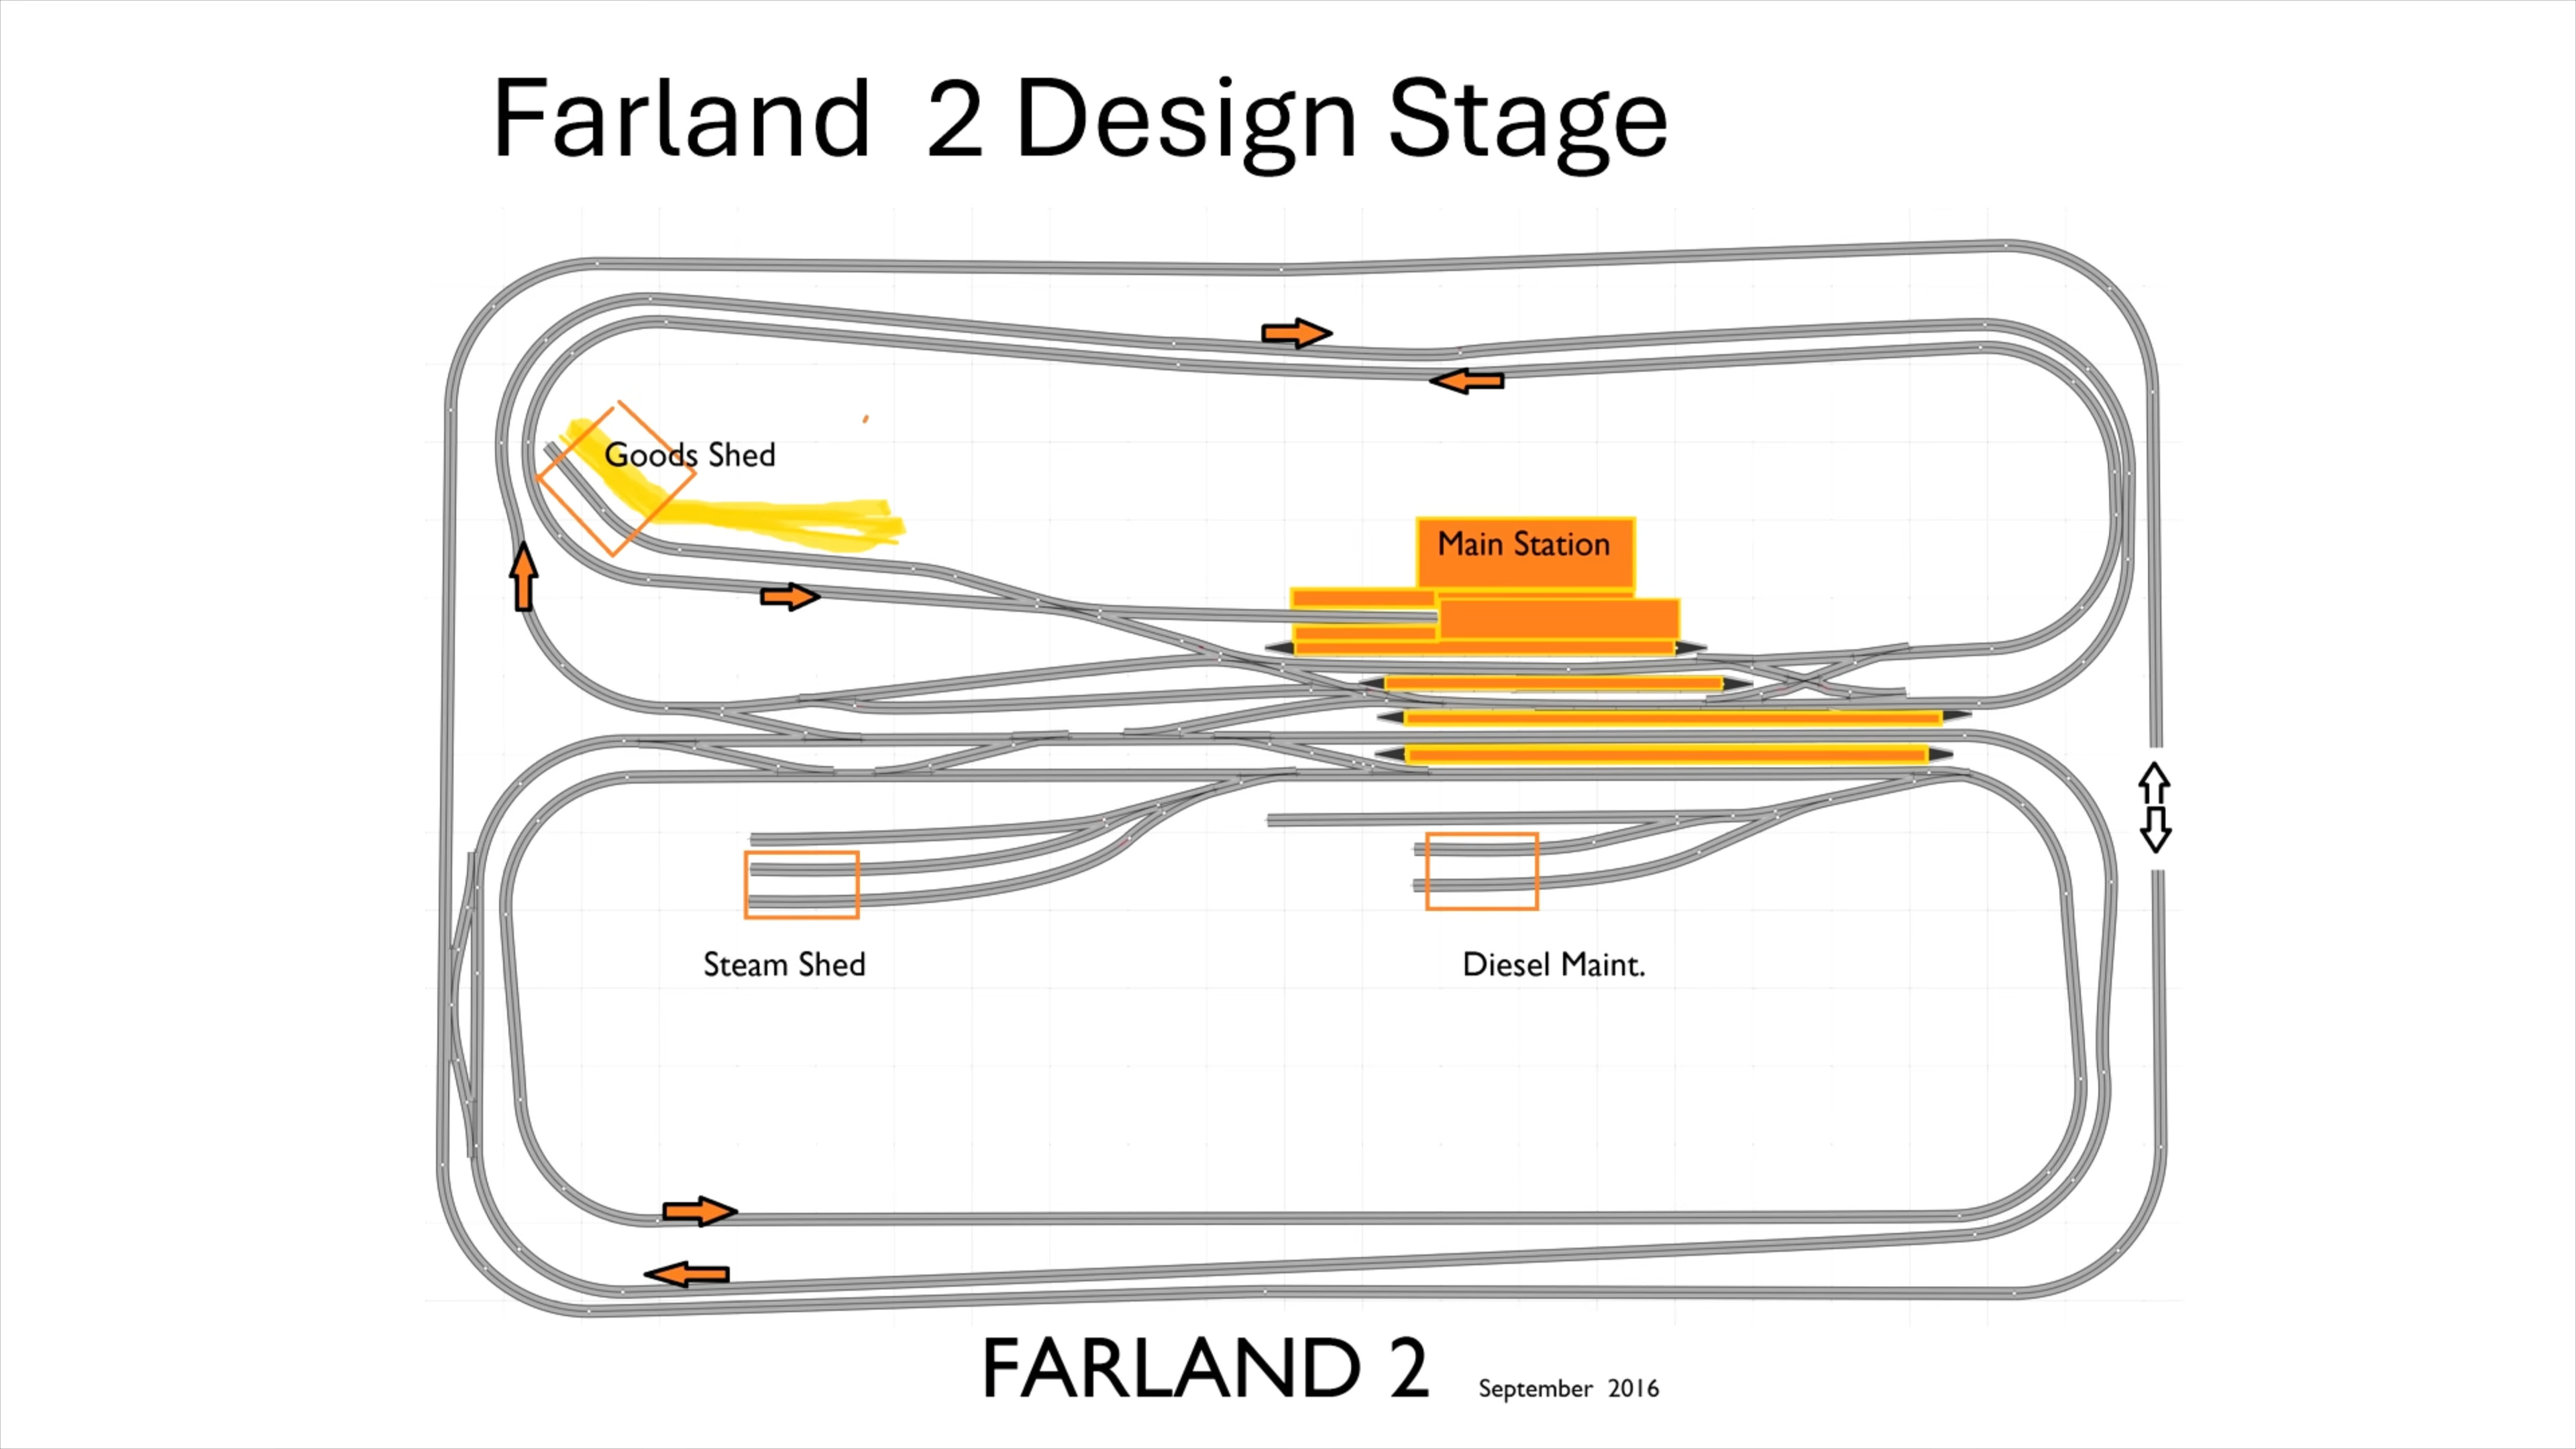 Farland 2 Design Stage
Goods Shed
Main Station
Steam Shed
Diesel Maint.
FARLAND 2
September 2016